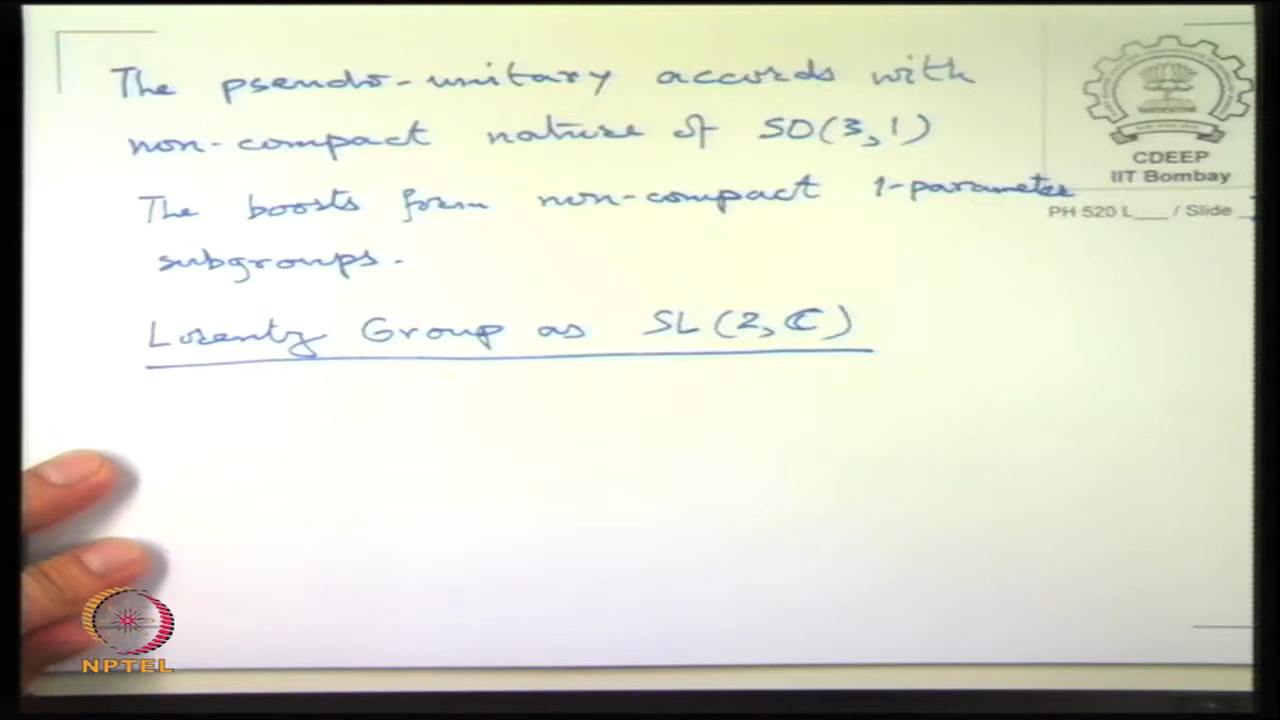 The pseudo-unitary accords with
non-compact nature of SO(3,1)
The boosts form non-compact 1-parameter
subgroups.
Lorentz Group as SL(2,ℂ)
CDEEP
IIT Bombay
PH 520 L___ / Slide _
NPTEL